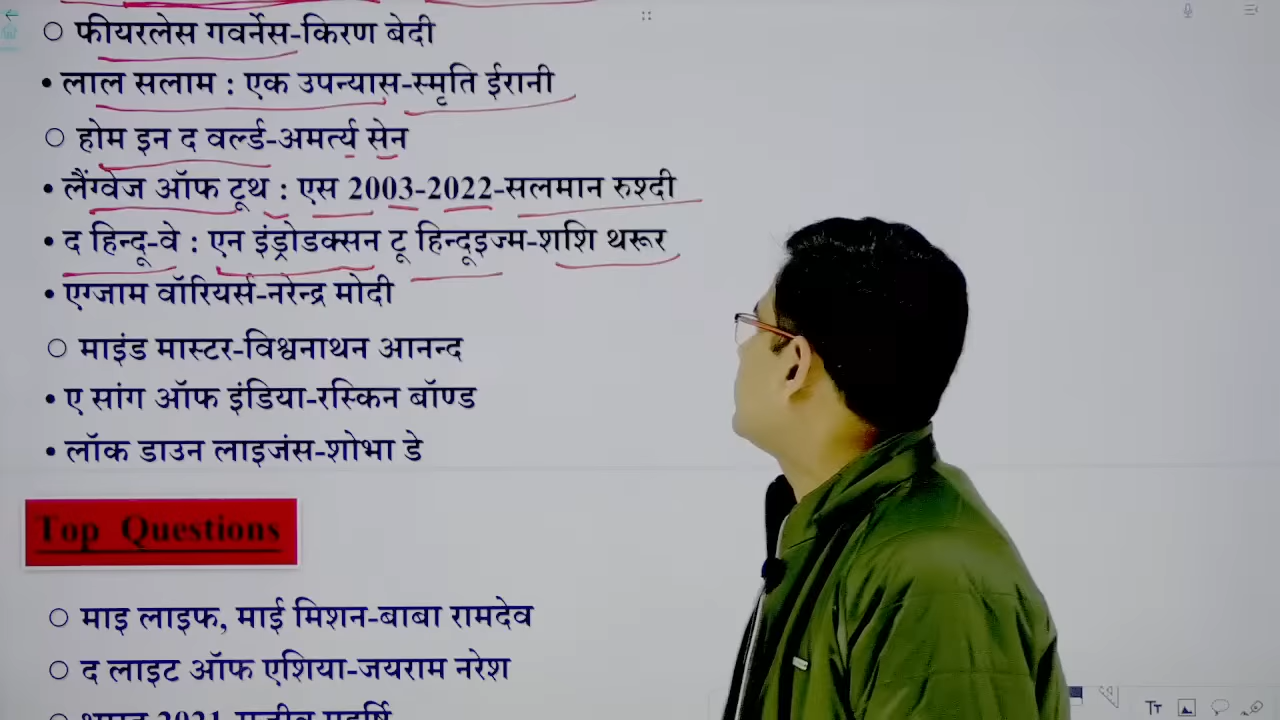 फीयरलेस गवर्नेस-किरण बेदी
लाल सलाम : एक उपन्यास-स्मृति ईरानी
होम इन द वर्ल्ड-अमर्त्य सेन
लैंग्वेज ऑफ टूथ : एस 2003-2022-सलमान रुश्दी
द हिन्दू-वे : एन इंड्रोडक्सन टू हिन्दूइज्म-शशि थरूर
एग्जाम वॉरियर्स-नरेन्द्र मोदी
माइंड मास्टर-विश्वनाथन आनन्द
ए सांग ऑफ इंडिया-रस्किन बॉण्ड
लॉक डाउन लाइजंस-शोभा डे
Top Questions
माइ लाइफ, माई मिशन-बाबा रामदेव
द लाइट ऑफ एशिया-जयराम नरेश
2021
Tт